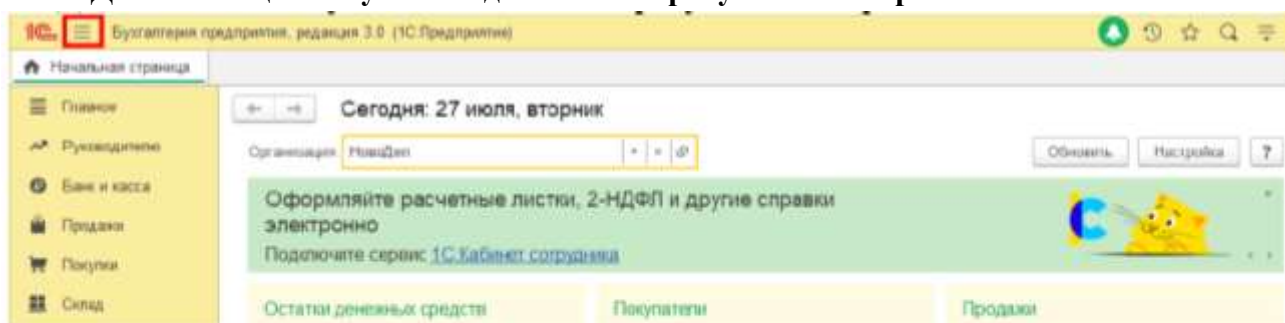 1С Бухгалтерия предприятия, редакция 3.0 (1С:Предприятие)
Начальная страница
Главное
Сегодня: 27 июля, вторник
Руководителю
Организация: НоваДел
Обновить Настройка ?
Банк и касса
Оформляйте расчетные листки, 2-НДФЛ и другие справки
электронно
Продажи
Подключите сервис 1С:Кабинет сотрудника
Покупки
Склад
Остатки денежных средств Покупатели Продажи